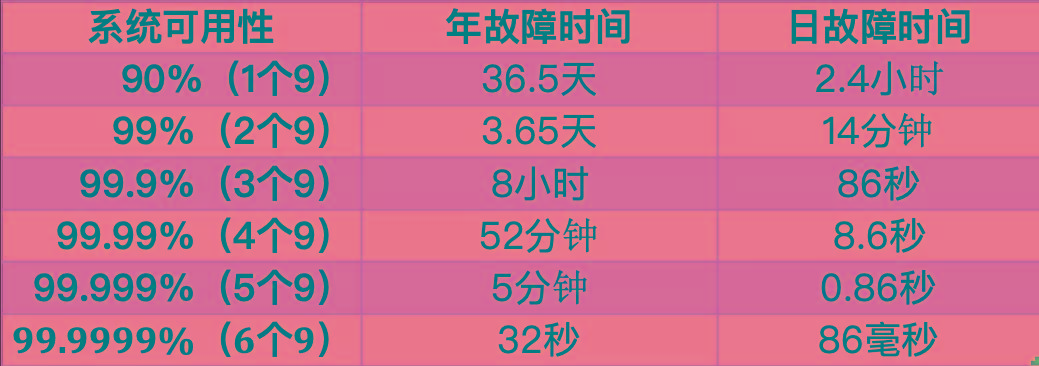 系统可用性 年故障时间 日故障时间
90%（1个9） 36.5天 2.4小时
99%（2个9） 3.65天 14分钟
99.9%（3个9） 8小时 86秒
99.99%（4个9） 52分钟 8.6秒
99.999%（5个9） 5分钟 0.86秒
99.9999%（6个9） 32秒 86毫秒